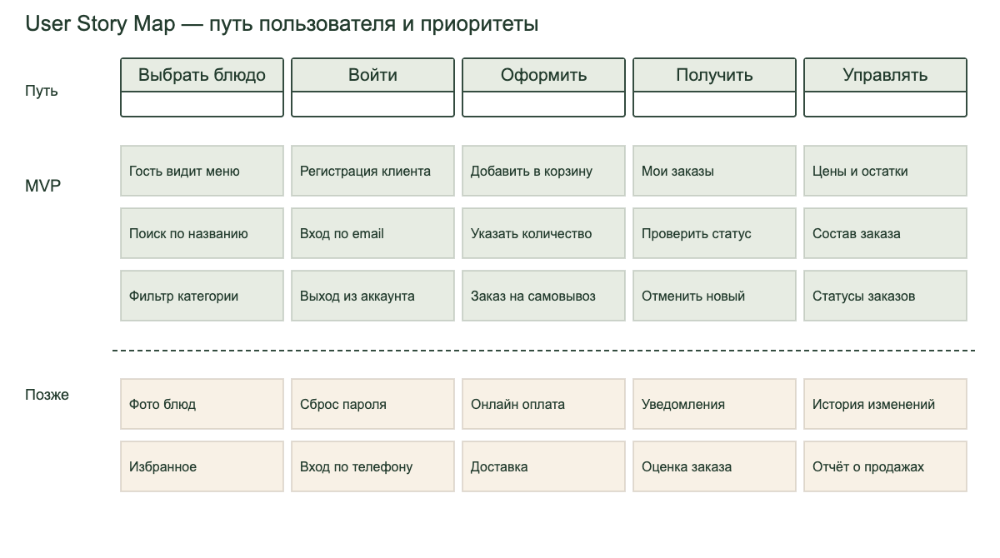 User Story Map — путь пользователя и приоритеты
Путь
Выбрать блюдо
Войти
Оформить
Получить
Управлять
MVP
Гость видит меню
Регистрация клиента
Добавить в корзину
Мои заказы
Цены и остатки
Поиск по названию
Вход по email
Указать количество
Проверить статус
Состав заказа
Фильтр категории
Выход из аккаунта
Заказ на самовывоз
Отменить новый
Статусы заказов
Позже
Фото блюд
Сброс пароля
Онлайн оплата
Уведомления
История изменений
Избранное
Вход по телефону
Доставка
Оценка заказа
Отчёт о продажах